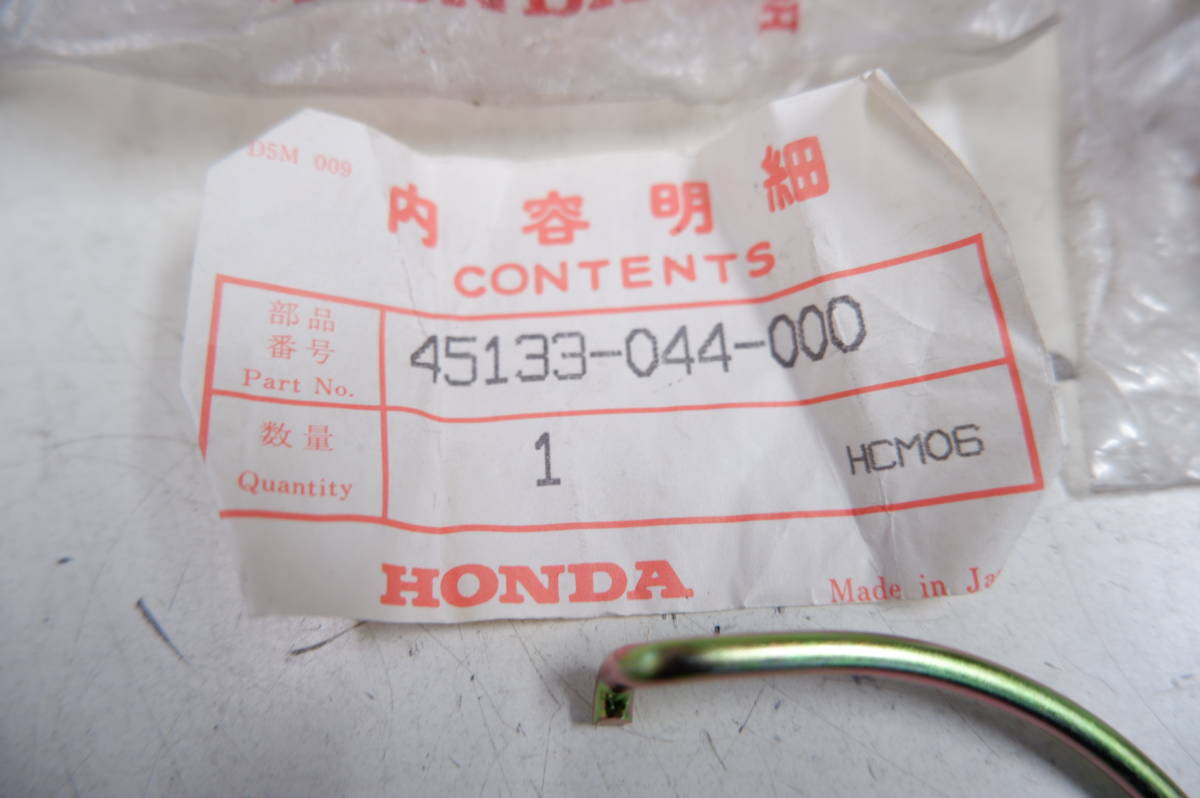 D5M 009
内容明細
CONTENTS
部品
番号
Part No.
45133-044-000
数量
Quantity
1
HCM06
HONDA
Made in Ja